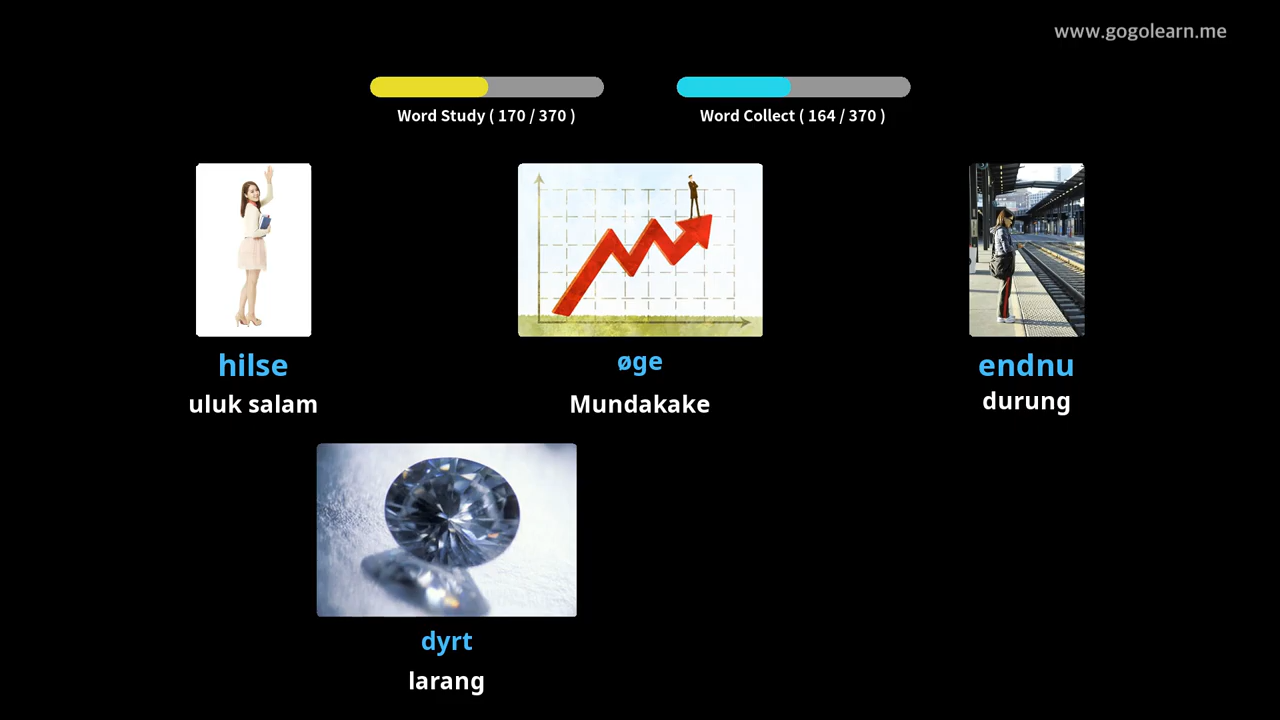 www.gogolearn.me
Word Study ( 170 / 370 )
Word Collect ( 164 / 370 )
hilse
uluk salam
øge
Mundakake
endnu
durung
dyrt
larang